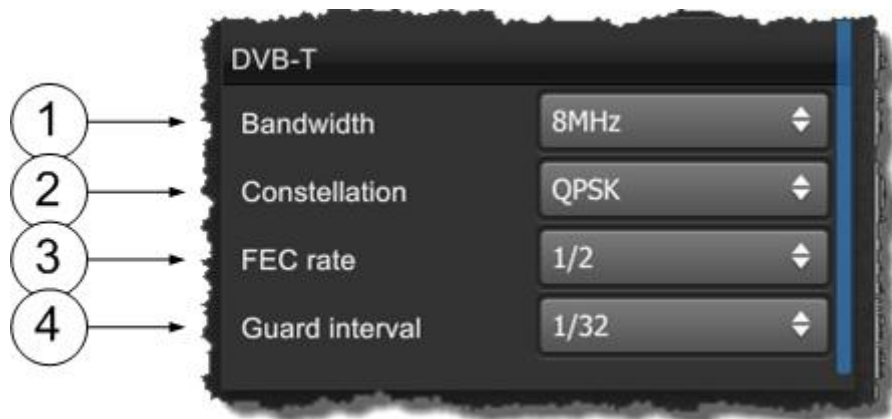 DVB-T
1 Bandwidth 8MHz
2 Constellation QPSK
3 FEC rate 1/2
4 Guard interval 1/32